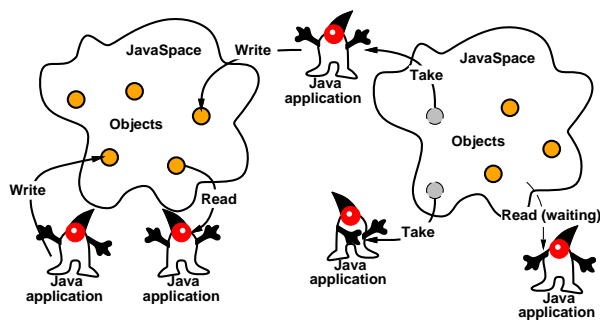 JavaSpace
Write
Java
application
Take
JavaSpace
Objects
Objects
Write
Read
Java
application
Java
application
Take
Java
application
Read (waiting)
Java
application